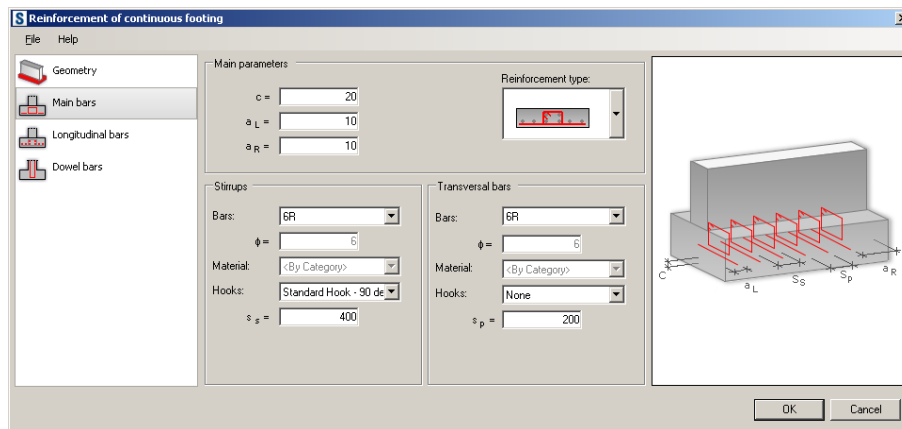 S Reinforcement of continuous footing
File Help
Geometry
Main bars
Longitudinal bars
Dowel bars
Main parameters
c = 20
a L = 10
a R = 10
Reinforcement type:
Stirrups
Bars: 6R
ϕ = 6
Material: <By Category>
Hooks: Standard Hook - 90 de
s s = 400
Transversal bars
Bars: 6R
ϕ = 6
Material: <By Category>
Hooks: None
s p = 200
C a L S S S p a R
OK Cancel